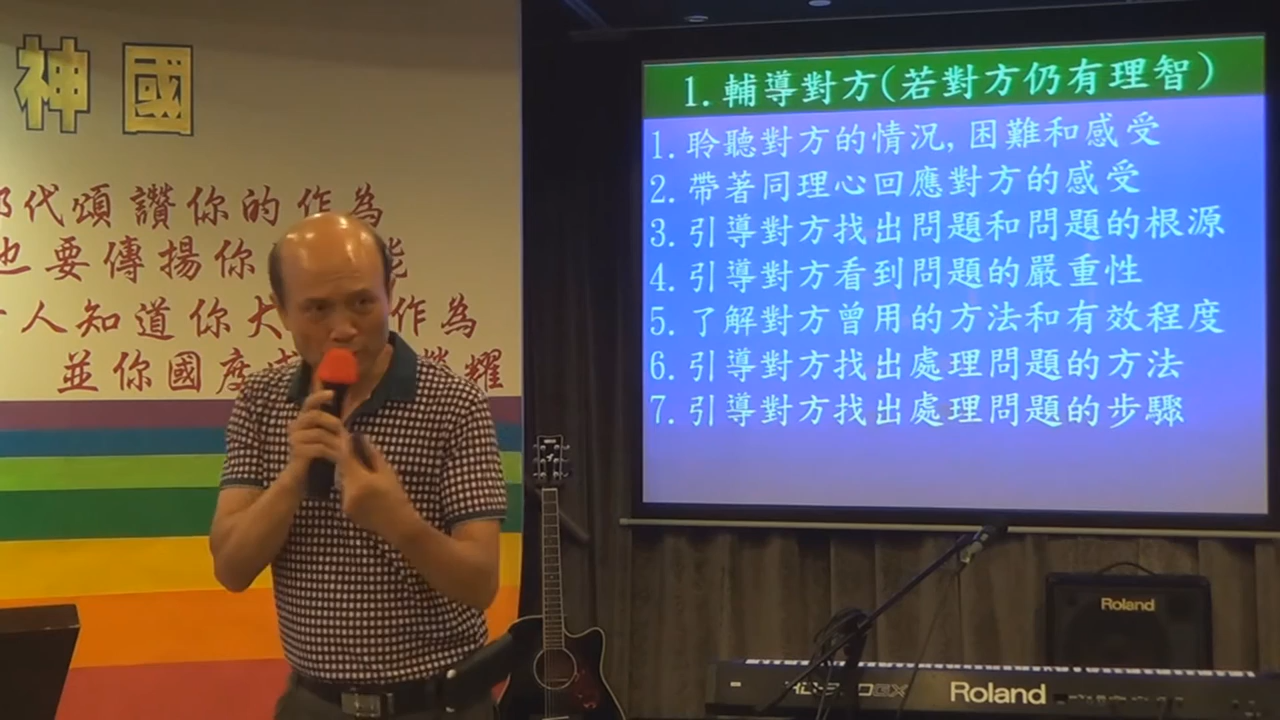 神國
代頌讚你的作為
也要傳揚你 能
人知道你大 作為
並你國度 耀
1.輔導對方(若對方仍有理智)
1.聆聽對方的情況,困難和感受
2.帶著同理心回應對方的感受
3.引導對方找出問題和問題的根源
4.引導對方看到問題的嚴重性
5.了解對方曾用的方法和有效程度
6.引導對方找出處理問題的方法
7.引導對方找出處理問題的步驟
Roland
Roland